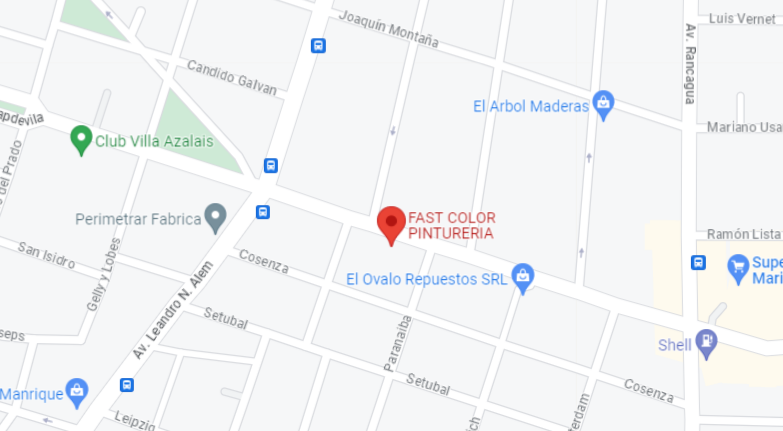 Joaquín Montaña
Luis Vernet
Av. Rancagua
Candido Galvan
El Arbol Maderas
apdevila
Mariano Usa
Club Villa Azalais
del Prado
FAST COLOR
PINTURERIA
Perimetrar Fabrica
Ramón Lista
San Isidro
Gelly y Lobes
Cosenza
Av. Leandro N. Alem
El Ovalo Repuestos SRL
Supe
Mari
Setubal
seps
Paranaiba
Shell
Setubal
Cosenza
Manrique
Leipzig
ich
erdam